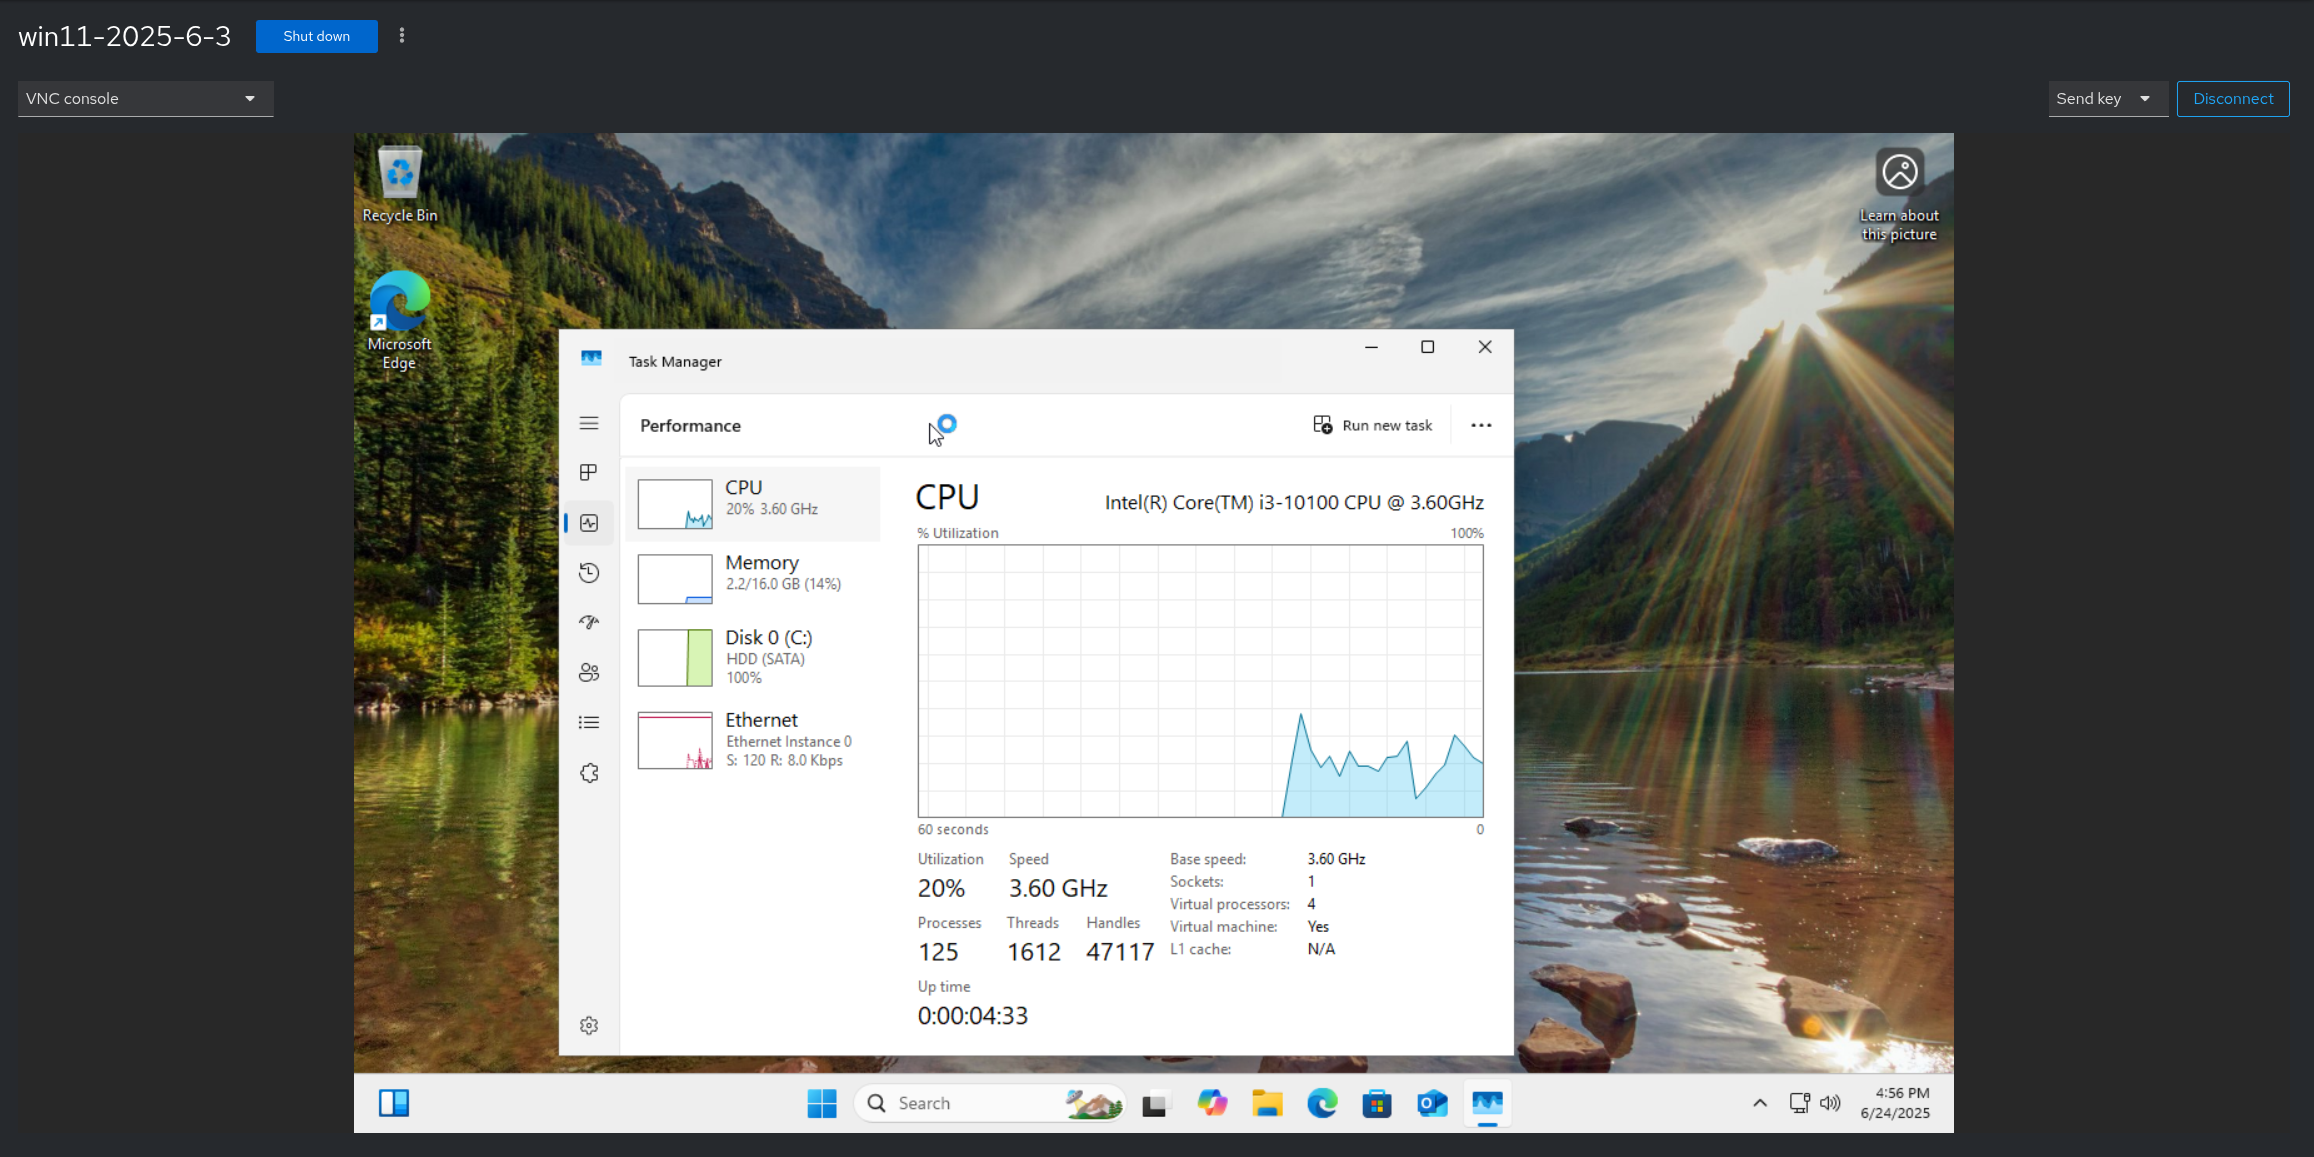 win11-2025-6-3
Shut down
VNC console
Send key
Disconnect
Recycle Bin
Learn about
this picture
Microsoft
Edge
Task Manager
Performance
Run new task
CPU
20% 3.60 GHz
Memory
2.2/16.0 GB (14%)
Disk 0 (C:)
HDD (SATA)
100%
Ethernet
Ethernet Instance 0
S: 120 R: 8.0 Kbps
CPU
Intel(R) Core(TM) i3-10100 CPU @ 3.60GHz
% Utilization
100%
60 seconds
0
Utilization
Speed
20%
3.60 GHz
Processes
Threads
Handles
125
1612
47117
Up time
0:00:04:33
Base speed:
3.60 GHz
Sockets:
1
Virtual processors:
4
Virtual machine:
Yes
L1 cache:
N/A
Search
4:56 PM
6/24/2025